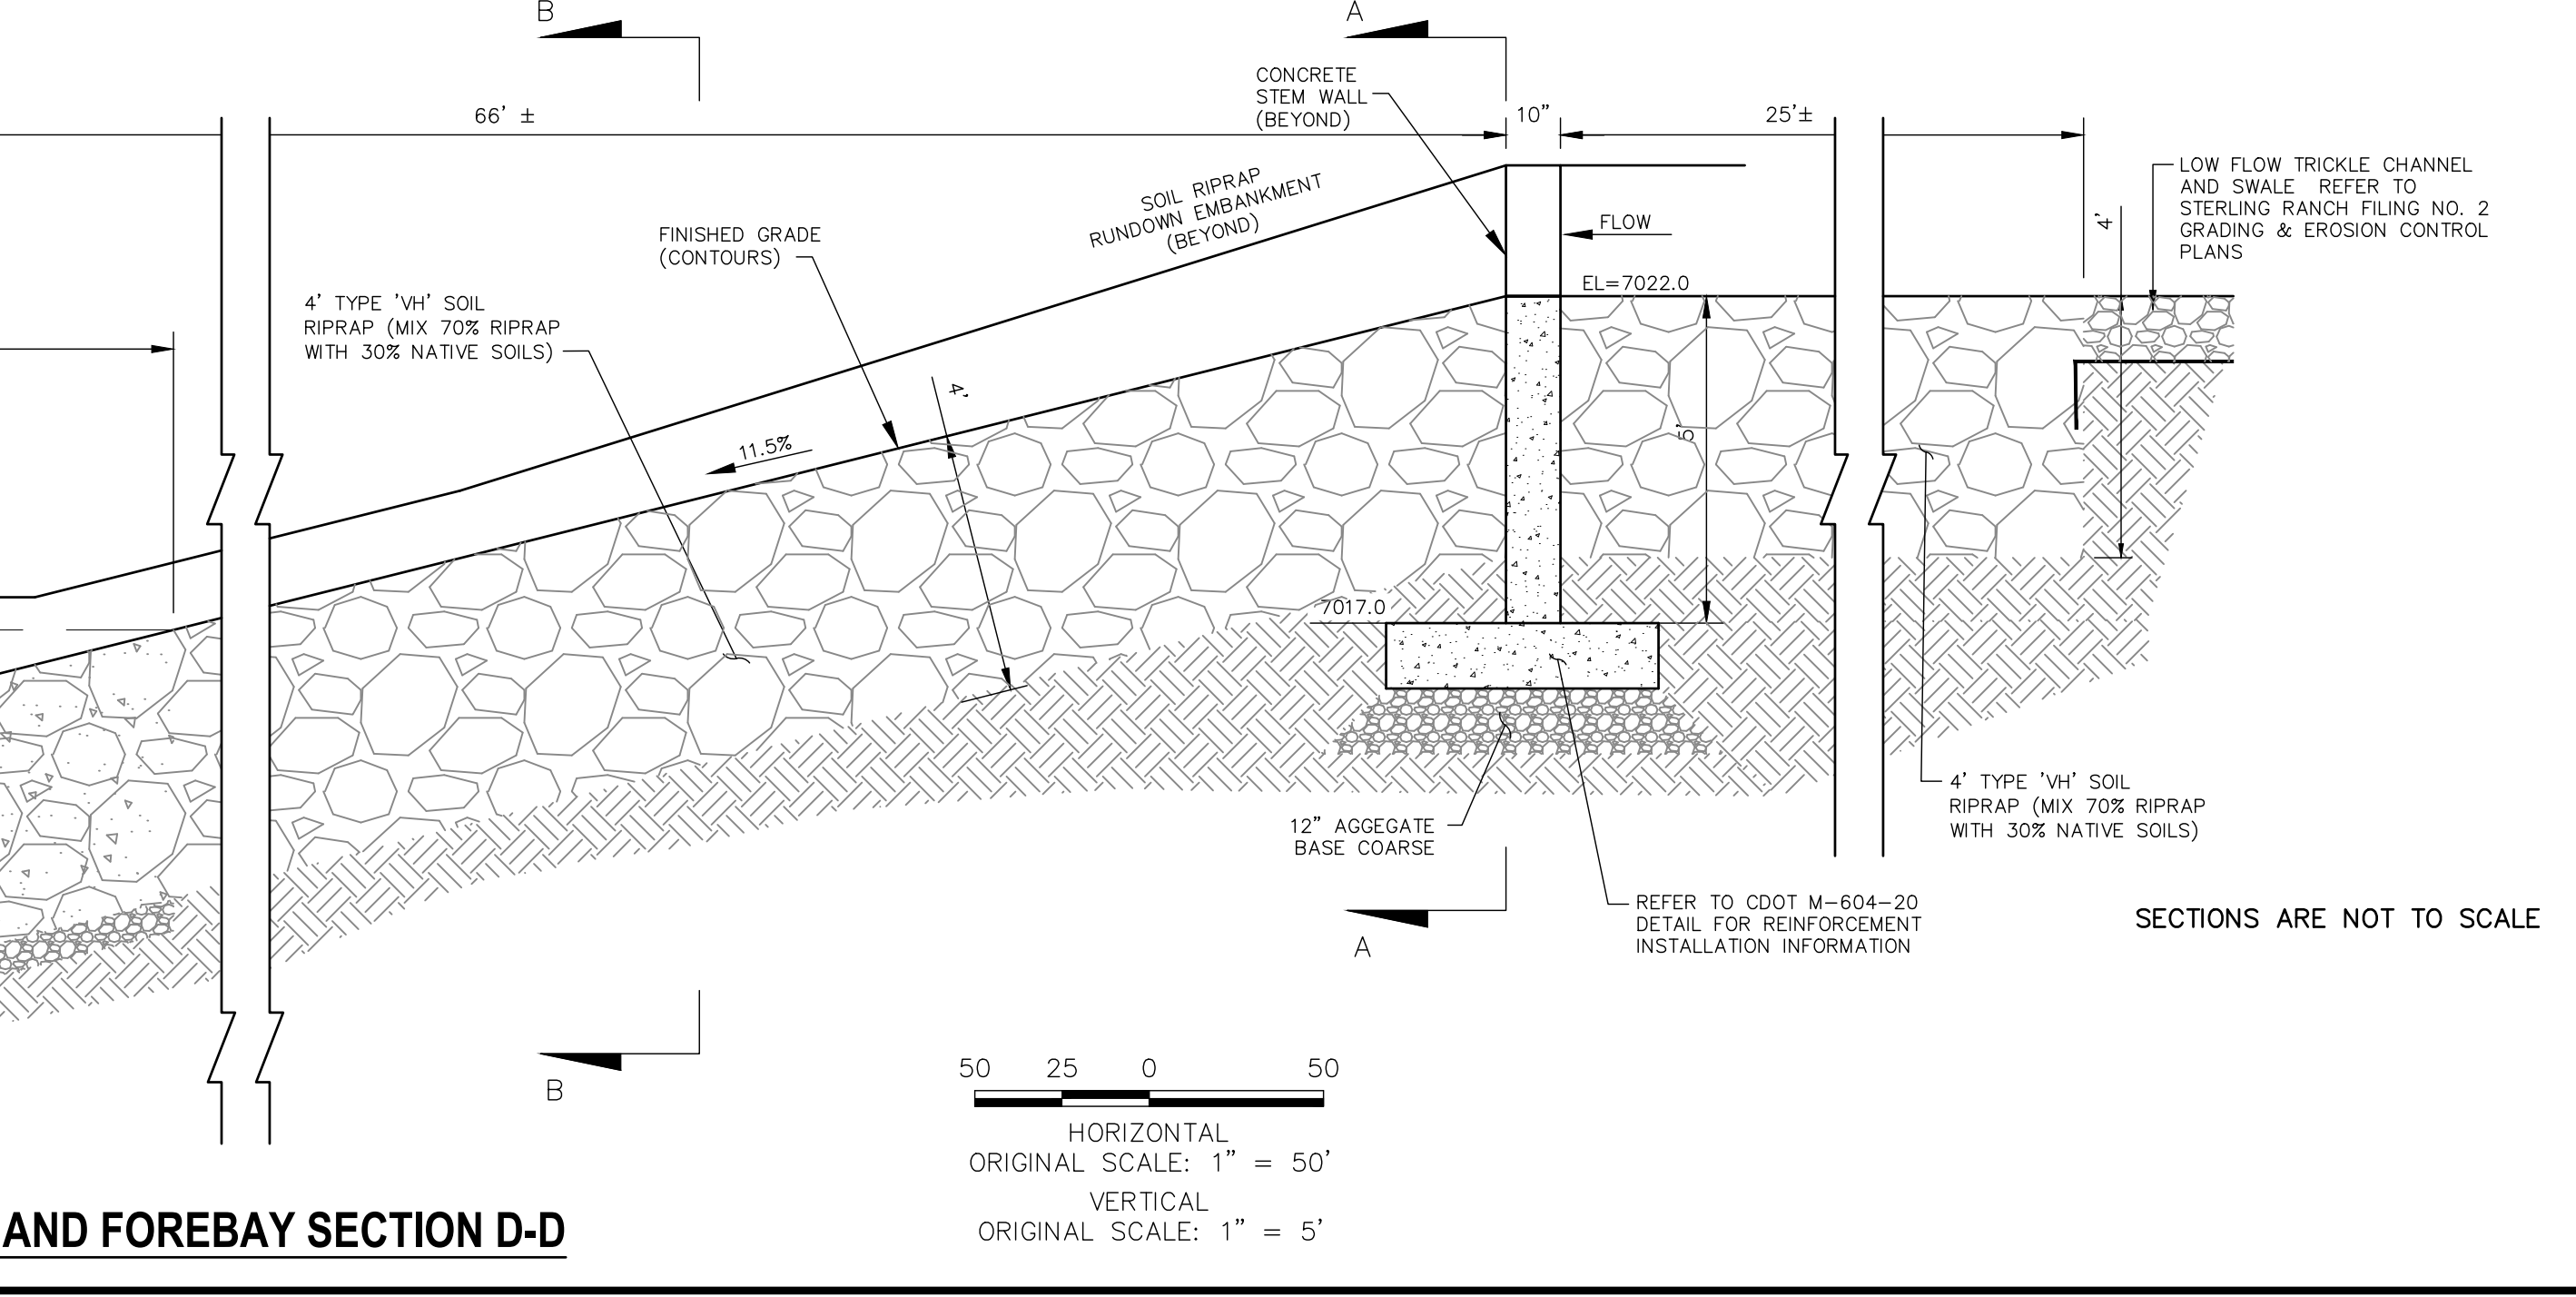 B
A
66' ±
CONCRETE
STEM WALL
(BEYOND)
10"
25'±
SOIL RIPRAP
RUNDOWN EMBANKMENT
(BEYOND)
FLOW
LOW FLOW TRICKLE CHANNEL
AND SWALE REFER TO
STERLING RANCH FILING NO. 2
GRADING & EROSION CONTROL
PLANS
4'
FINISHED GRADE
(CONTOURS)
EL=7022.0
4' TYPE 'VH' SOIL
RIPRAP (MIX 70% RIPRAP
WITH 30% NATIVE SOILS)
4'
11.5%
5'
7017.0
4' TYPE 'VH' SOIL
RIPRAP (MIX 70% RIPRAP
WITH 30% NATIVE SOILS)
12" AGGEGATE
BASE COARSE
REFER TO CDOT M-604-20
DETAIL FOR REINFORCEMENT
INSTALLATION INFORMATION
SECTIONS ARE NOT TO SCALE
A
B
50 25 0 50
HORIZONTAL
ORIGINAL SCALE: 1" = 50'
VERTICAL
ORIGINAL SCALE: 1" = 5'
AND FOREBAY SECTION D-D